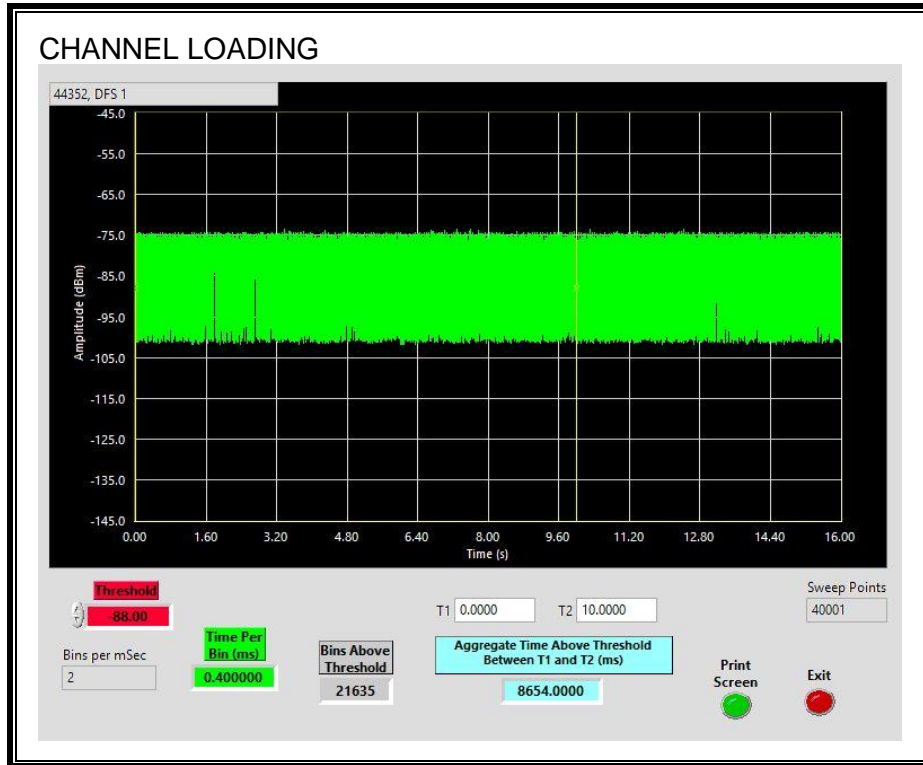 CHANNEL LOADING
44352, DFS 1
Amplitude (dBm)
-45.0
-55.0
-65.0
-75.0
-85.0
-95.0
-105.0
-115.0
-125.0
-135.0
-145.0
0.00 1.60 3.20 4.80 6.40 8.00 9.60 11.20 12.80 14.40 16.00
Time (s)
Threshold
-88.00
Bins per mSec
2
Time Per
Bin (ms)
0.400000
Bins Above
Threshold
21635
T1 0.0000 T2 10.0000
Aggregate Time Above Threshold
Between T1 and T2 (ms)
8654.0000
Sweep Points
40001
Print
Screen
Exit